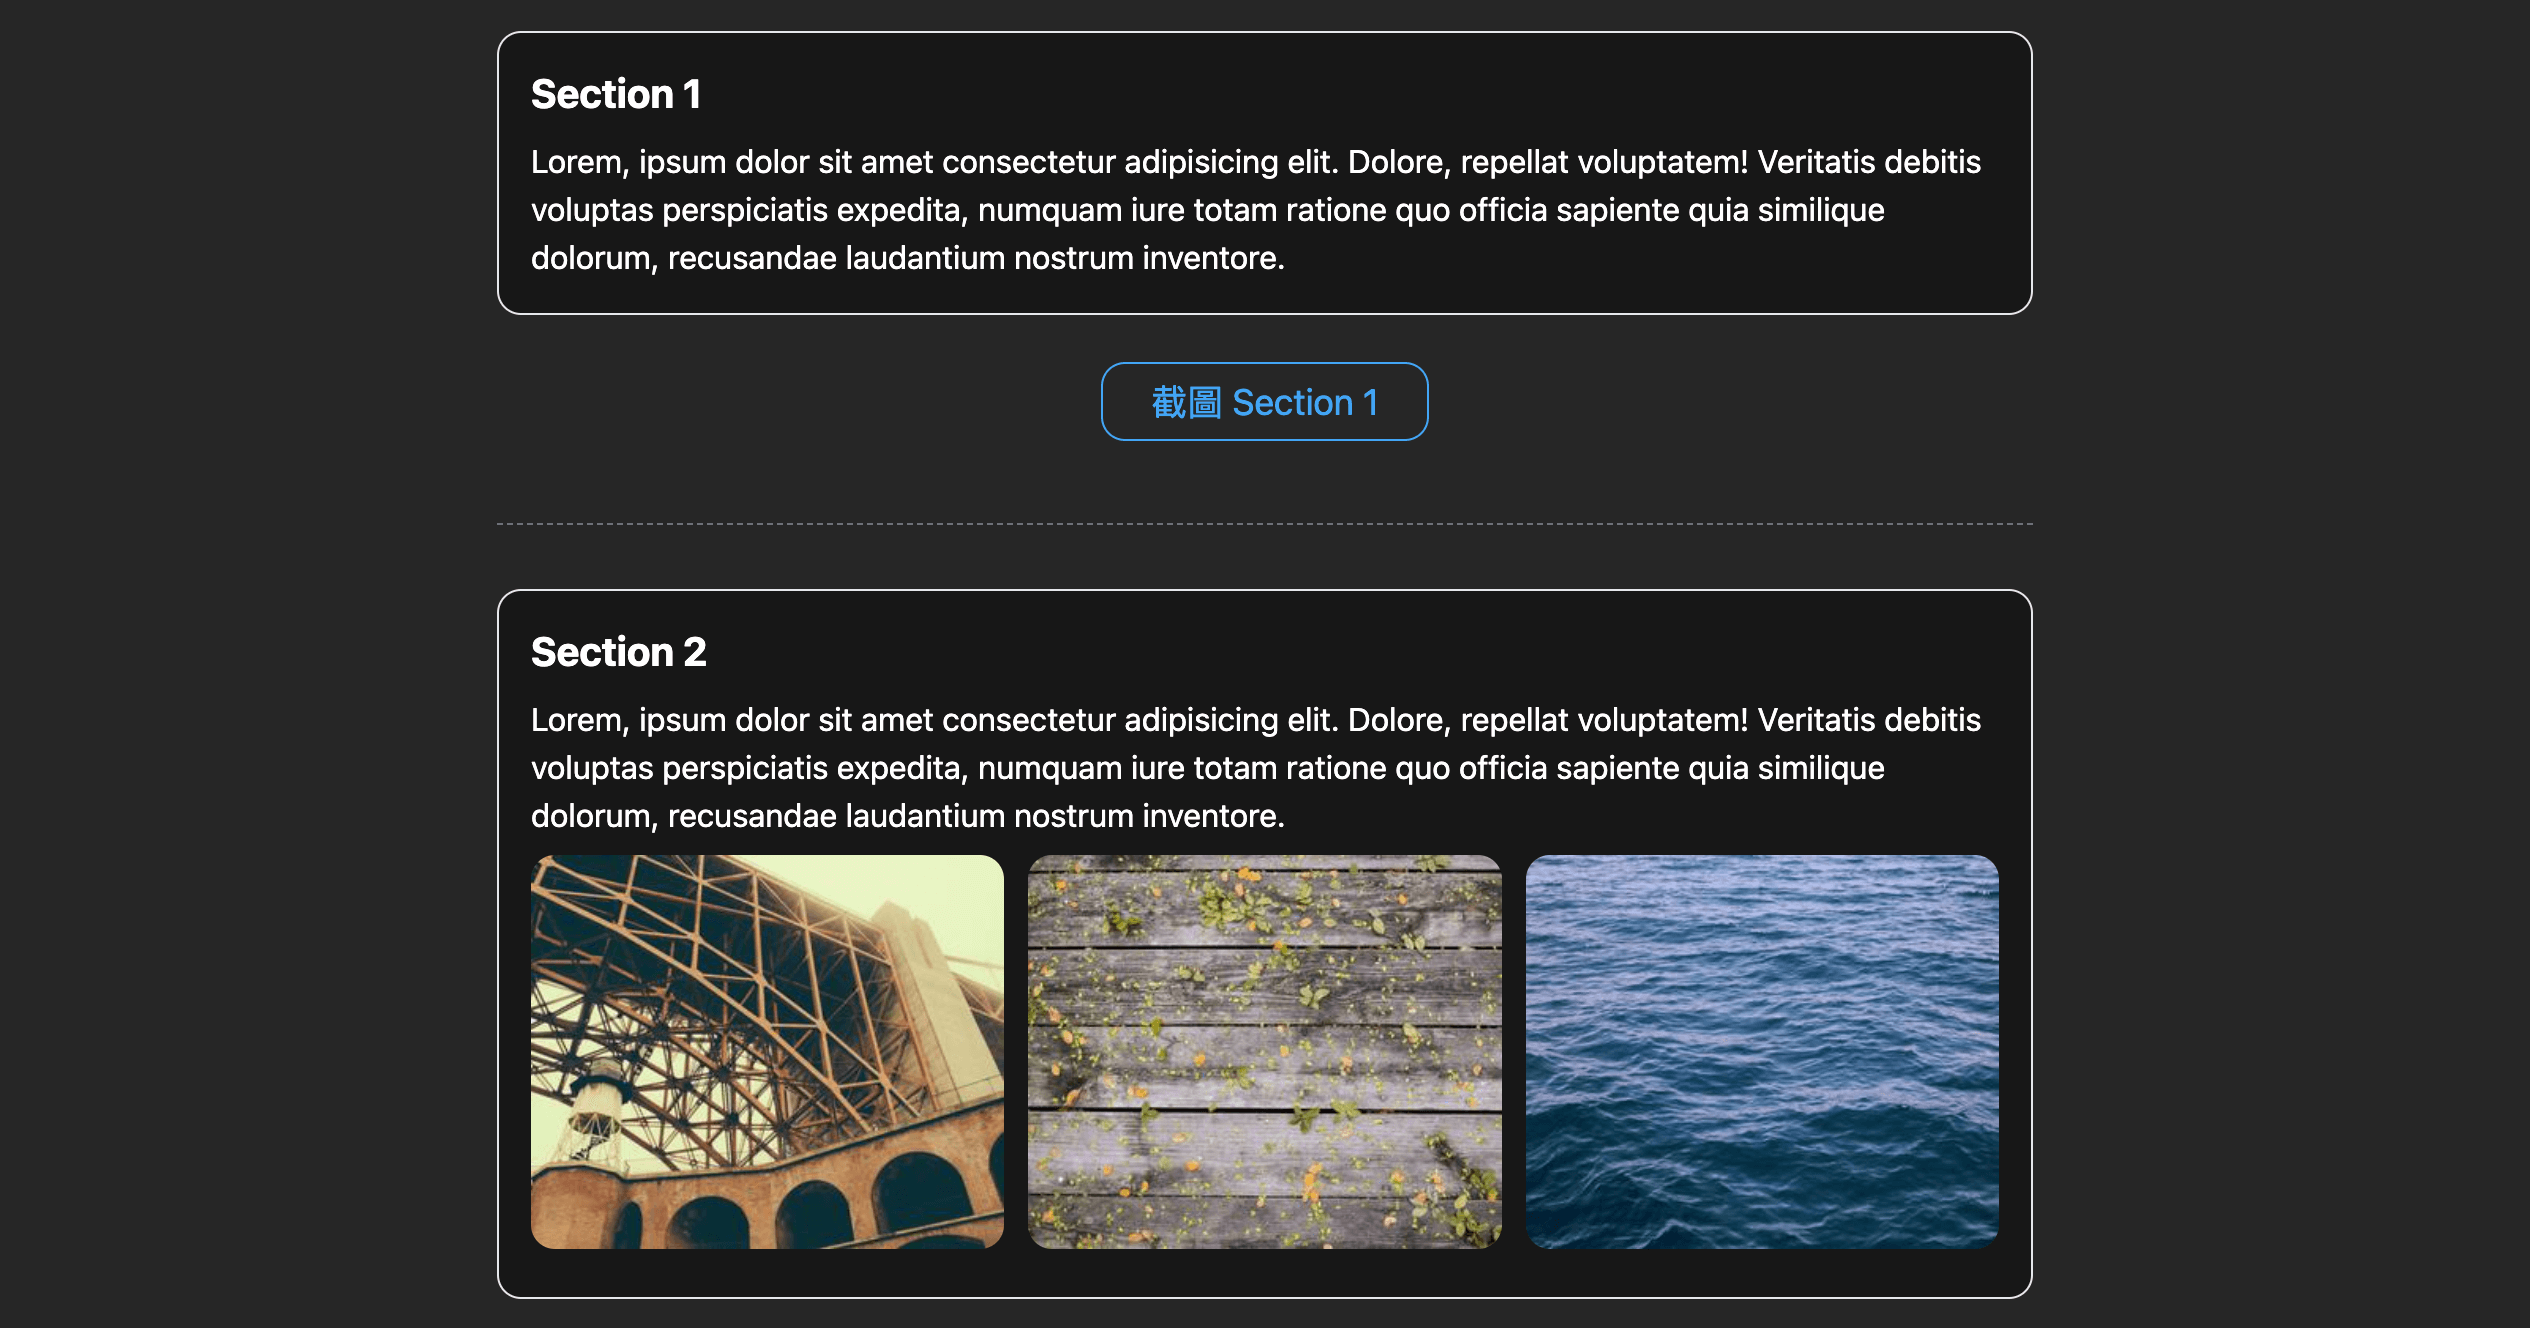 Section 1
Lorem, ipsum dolor sit amet consectetur adipisicing elit. Dolore, repellat voluptatem! Veritatis debitis
voluptas perspiciatis expedita, numquam iure totam ratione quo officia sapiente quia similique
dolorum, recusandae laudantium nostrum inventore.
截圖 Section 1
Section 2
Lorem, ipsum dolor sit amet consectetur adipisicing elit. Dolore, repellat voluptatem! Veritatis debitis
voluptas perspiciatis expedita, numquam iure totam ratione quo officia sapiente quia similique
dolorum, recusandae laudantium nostrum inventore.